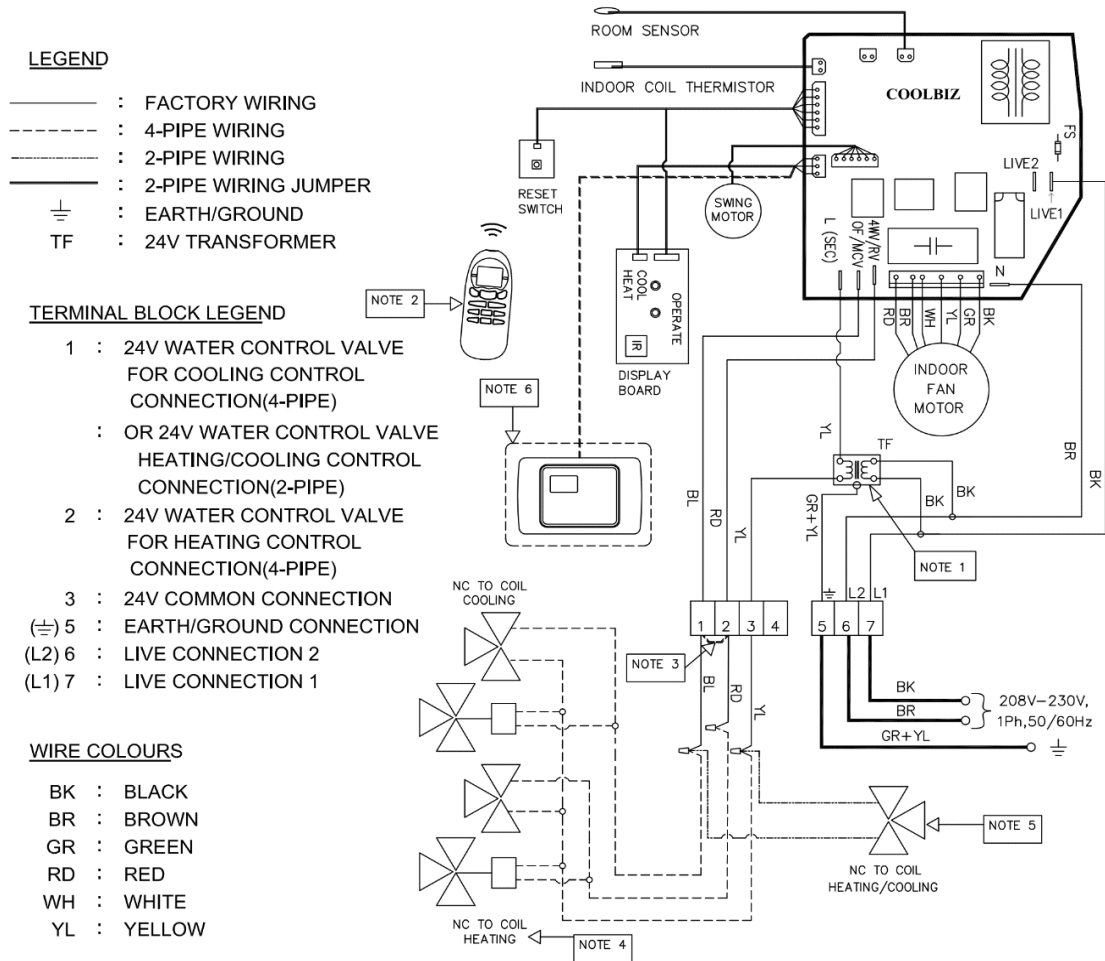 LEGEND
: FACTORY WIRING
: 4-PIPE WIRING
: 2-PIPE WIRING
: 2-PIPE WIRING JUMPER
: EARTH/GROUND
TF : 24V TRANSFORMER
TERMINAL BLOCK LEGEND
1 : 24V WATER CONTROL VALVE
FOR COOLING CONTROL
CONNECTION(4-PIPE)
: OR 24V WATER CONTROL VALVE
HEATING/COOLING CONTROL
CONNECTION(2-PIPE)
2 : 24V WATER CONTROL VALVE
FOR HEATING CONTROL
CONNECTION(4-PIPE)
3 : 24V COMMON CONNECTION
(⏚) 5 : EARTH/GROUND CONNECTION
(L2) 6 : LIVE CONNECTION 2
(L1) 7 : LIVE CONNECTION 1
WIRE COLOURS
BK : BLACK
BR : BROWN
GR : GREEN
RD : RED
WH : WHITE
YL : YELLOW
ROOM SENSOR
INDOOR COIL THERMISTOR
COOLBIZ
FS
LIVE2
LIVE1
RESET
SWITCH
SWING
MOTOR
L (SEC)
OF/MCV
4WV/RV
N
RD
BR
WH
YL
GR
BK
INDOOR
FAN
MOTOR
NOTE 2
COOL
HEAT
OPERATE
IR
DISPLAY
BOARD
NOTE 6
YL
TF
BR
BK
BL
RD
YL
GR+YL
BK
BK
NOTE 1
L2
L1
1
2
3
4
5
6
7
NOTE 3
BL
RD
YL
NC TO COIL
COOLING
BK
BR
GR+YL
208V-230V,
1Ph,50/60Hz
NOTE 5
NC TO COIL
HEATING/COOLING
NC TO COIL
HEATING
NOTE 4